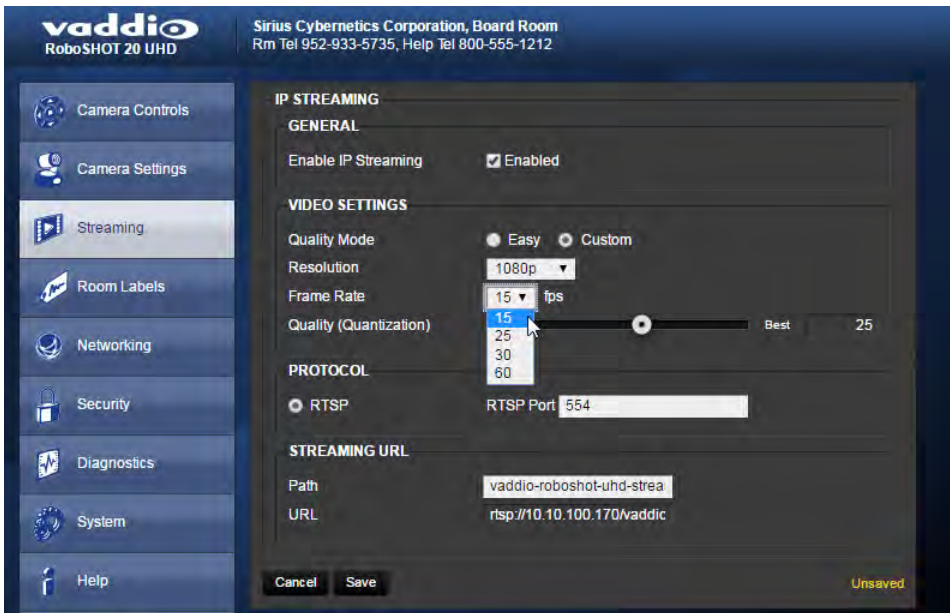 vaddio
RoboSHOT 20 UHD
Sirius Cybernetics Corporation, Board Room
Rm Tel 952-933-5735, Help Tel 800-555-1212
Camera Controls
Camera Settings
Streaming
Room Labels
Networking
Security
Diagnostics
System
Help
IP STREAMING
GENERAL
Enable IP Streaming Enabled
VIDEO SETTINGS
Quality Mode Easy Custom
Resolution 1080p
Frame Rate 15 fps
15
25
30
60
Quality (Quantization) Best 25
PROTOCOL
RTSP RTSP Port 554
STREAMING URL
Path vaddio-roboshot-uhd-strea
URL rtsp://10.10.100.170/vaddic
Cancel Save Unsaved